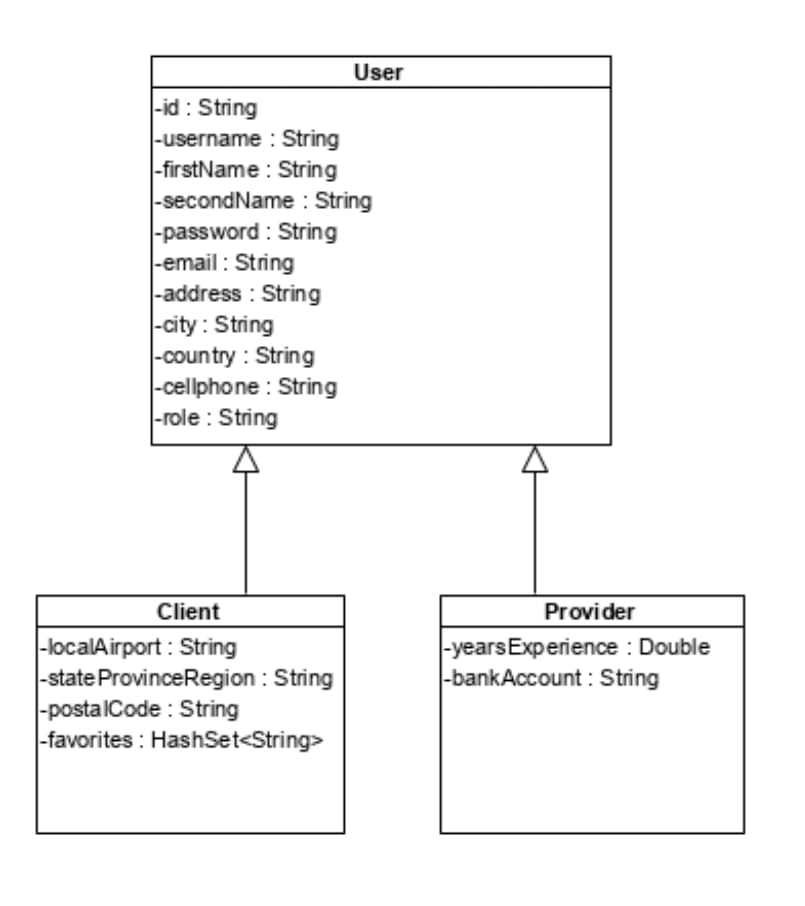 User
-id : String
-username : String
-firstName : String
-secondName : String
-password : String
-email : String
-address : String
-city : String
-country : String
-cellphone : String
-role : String
Client
-localAirport : String
-stateProvinceRegion : String
-postalCode : String
-favorites : HashSet<String>
Provider
-yearsExperience : Double
-bankAccount : String